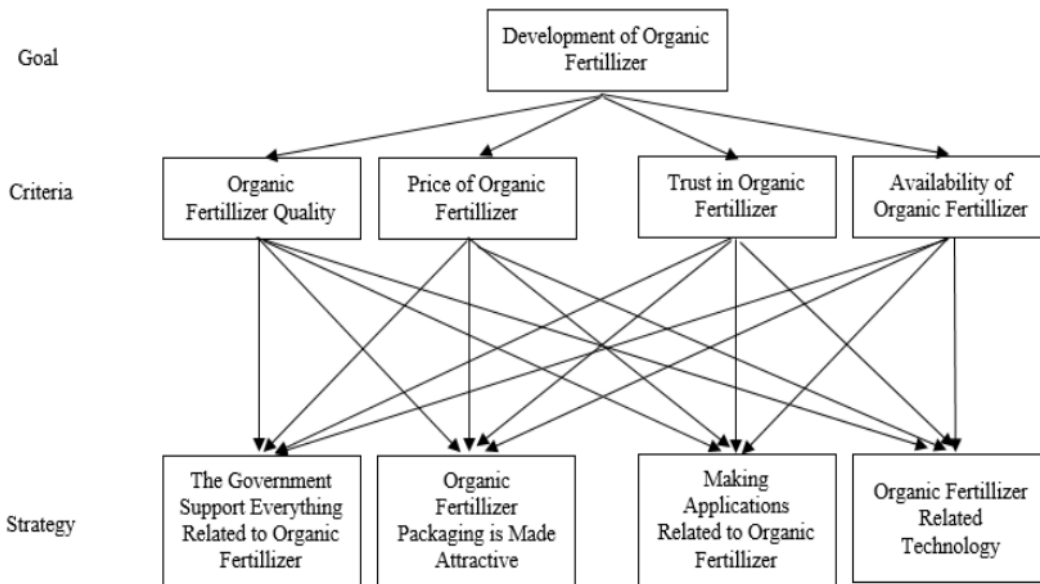 Goal
Development of Organic
Fertillizer
Criteria
Organic
Fertillizer Quality
Price of Organic
Fertillizer
Trust in Organic
Fertillizer
Availability of
Organic Fertillizer
Strategy
The Government
Support Everything
Related to Organic
Fertillizer
Organic
Fertillizer
Packaging is Made
Attractive
Making
Applications
Related to Organic
Fertillizer
Organic Fertillizer
Related
Technology